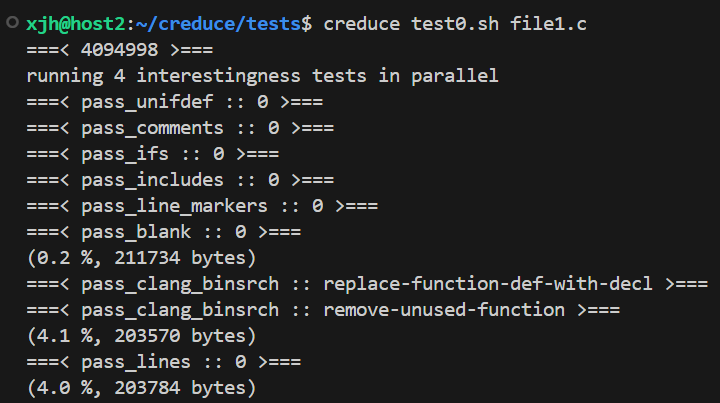 xjh@host2:~/creduce/tests$ creduce test0.sh file1.c
===< 4094998 >===
running 4 interestingness tests in parallel
===< pass_unifdef :: 0 >===
===< pass_comments :: 0 >===
===< pass_ifs :: 0 >===
===< pass_includes :: 0 >===
===< pass_line_markers :: 0 >===
===< pass_blank :: 0 >===
(0.2 %, 211734 bytes)
===< pass_clang_binsrch :: replace-function-def-with-decl >===
===< pass_clang_binsrch :: remove-unused-function >===
(4.1 %, 203570 bytes)
===< pass_lines :: 0 >===
(4.0 %, 203784 bytes)